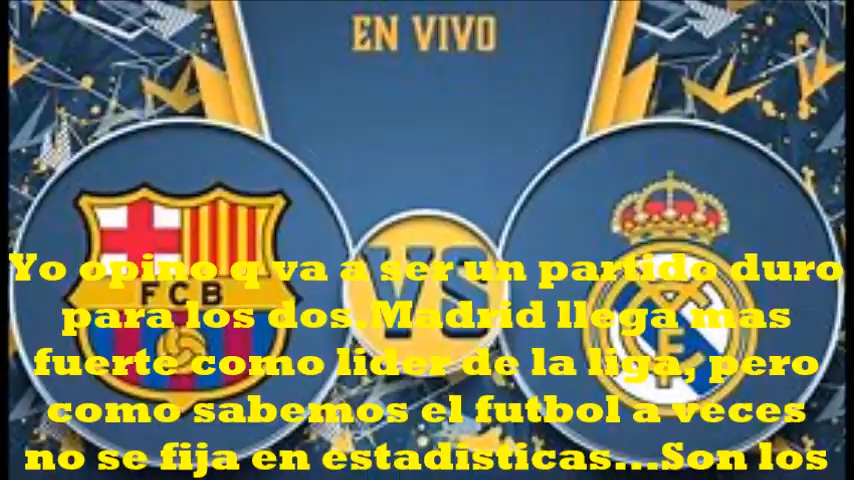 EN VIVO
VS
FCB
Yo opino q va a ser un partido duro
para los dos.Madrid llega mas
fuerte como lider de la liga, pero
como sabemos el futbol a veces
no se fija en estadisticas...Son los